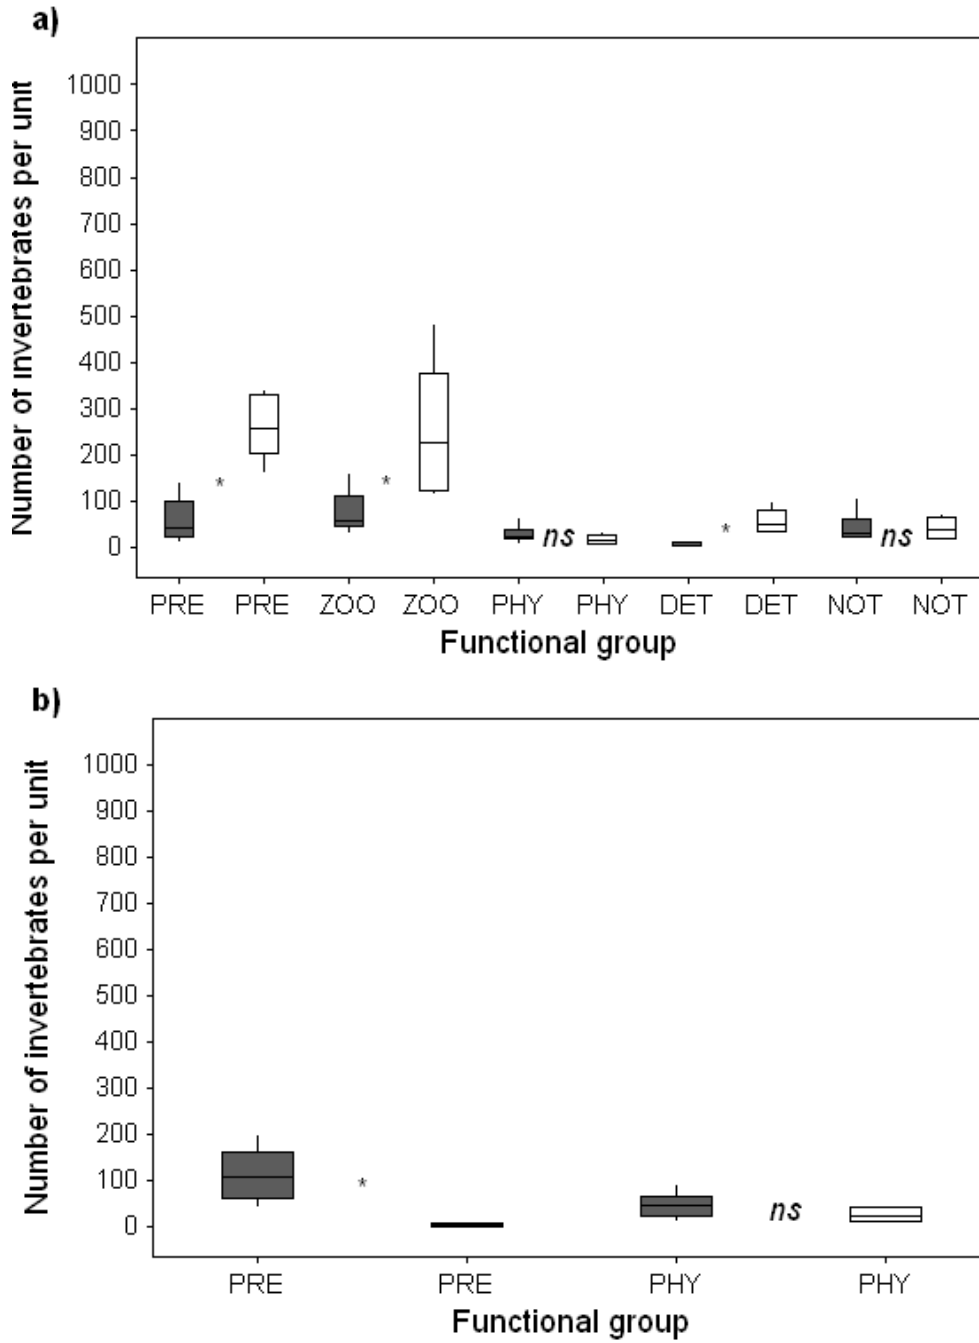 a)
Number of invertebrates per unit
1000
900
800
700
600
500
400
300
200
100
0
* * ns * ns
PRE PRE ZOO ZOO PHY PHY DET DET NOT NOT
Functional group
b)
Number of invertebrates per unit
1000
900
800
700
600
500
400
300
200
100
0
* ns
PRE PRE PHY PHY
Functional group